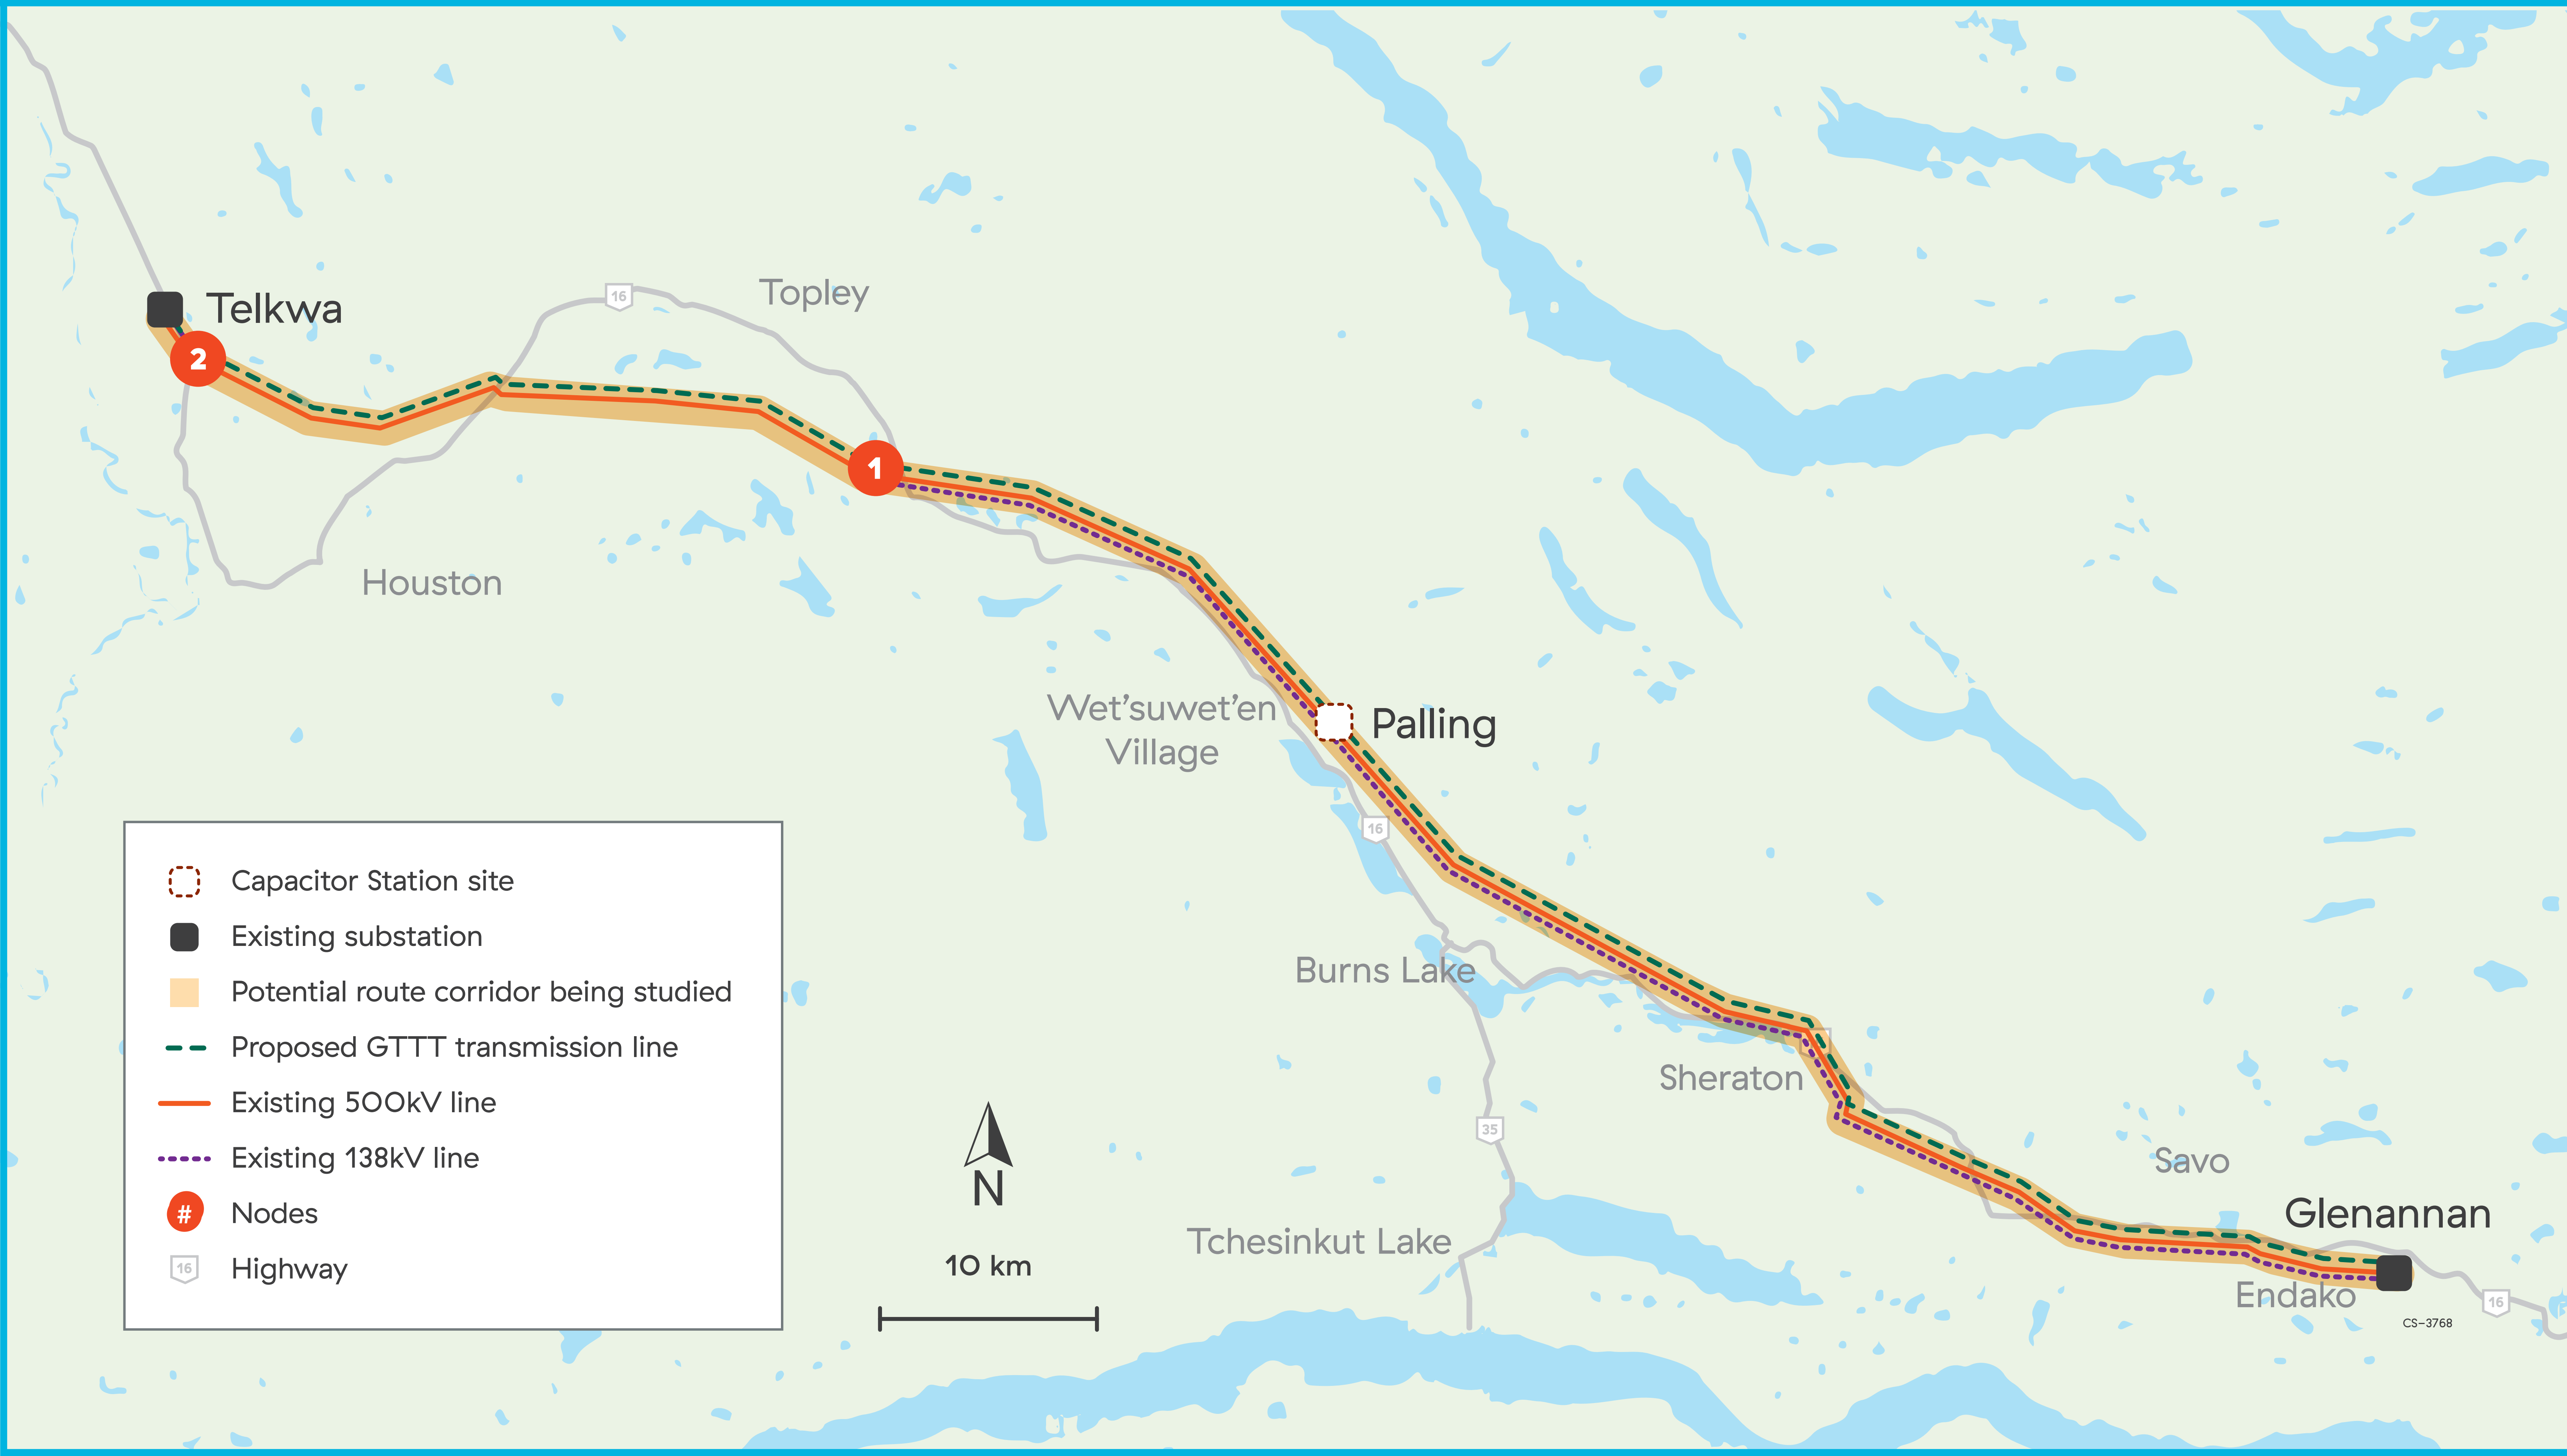 16
Topley
Telkwa
2
1
Houston
Wet’suwet’en
Village
Palling
16
Burns Lake
Sheraton
35
Savo
Glenannan
Tchesinkut Lake
Endako
16
CS-3768
Capacitor Station site
Existing substation
Potential route corridor being studied
Proposed GTTT transmission line
Existing 500kV line
Existing 138kV line
# Nodes
16 Highway
N
10 km